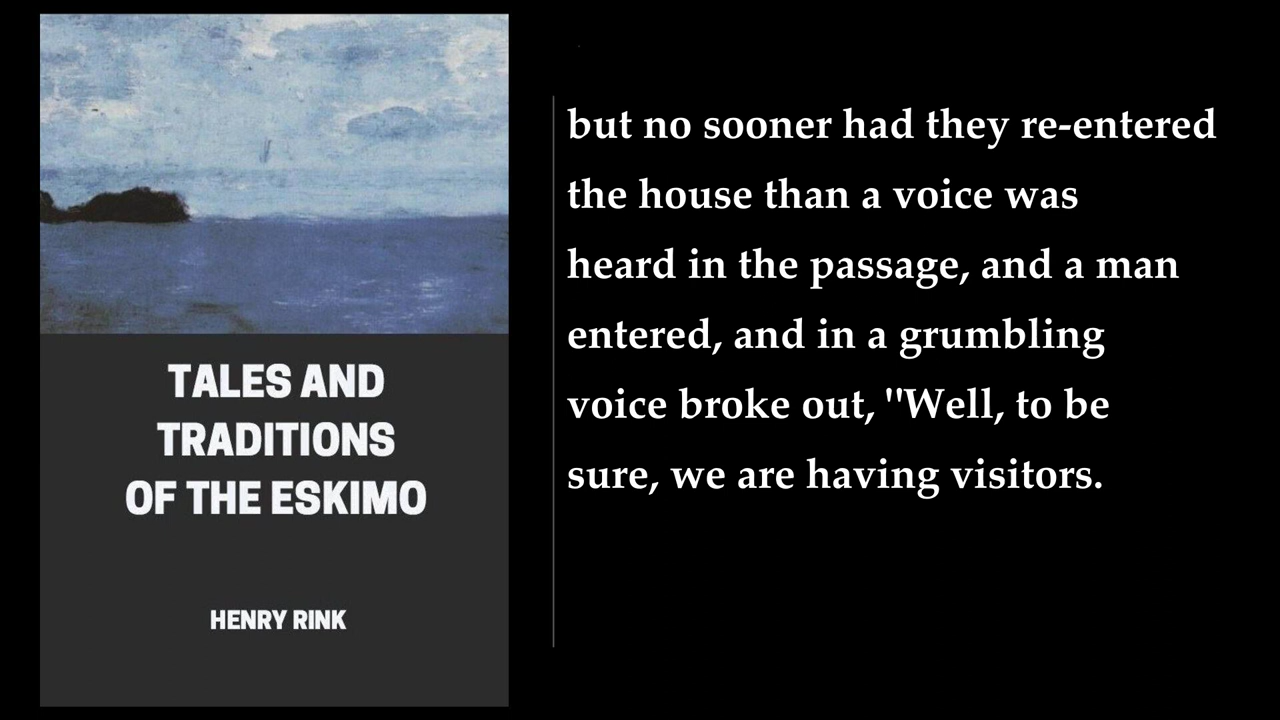 TALES AND
TRADITIONS
OF THE ESKIMO
HENRY RINK
but no sooner had they re-entered
the house than a voice was
heard in the passage, and a man
entered, and in a grumbling
voice broke out, "Well, to be
sure, we are having visitors.